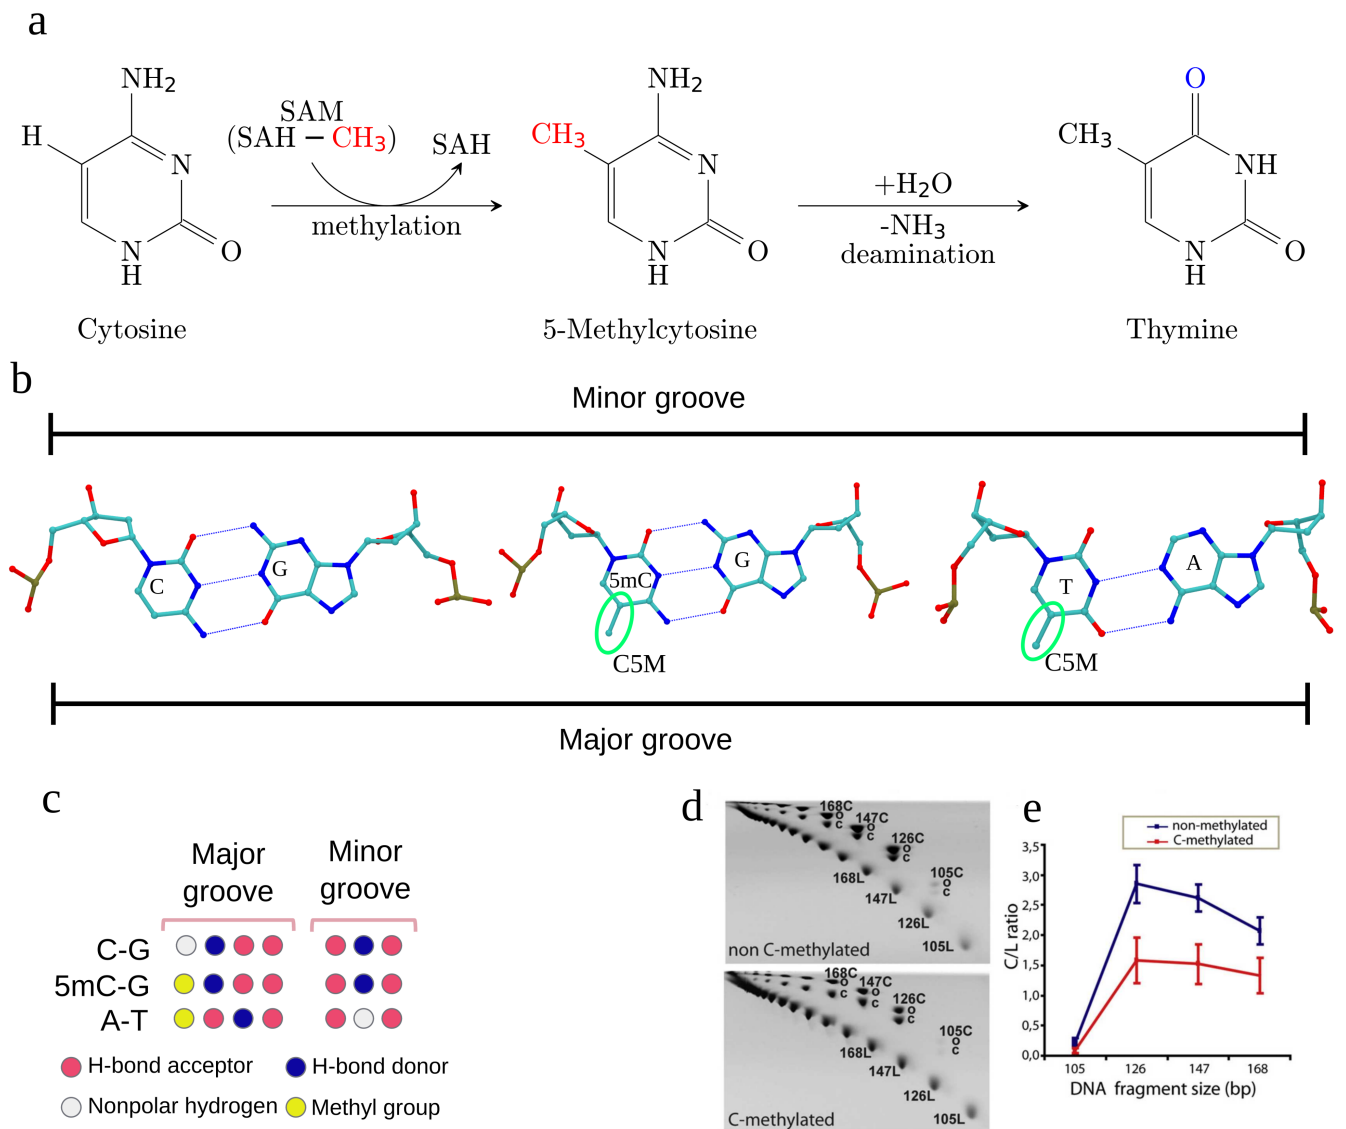 a
NH2
H
N
O
N
H
Cytosine
SAM
(SAH − CH3)
SAH
methylation
NH2
CH3
N
O
N
H
5-Methylcytosine
+H2O
-NH3
deamination
O
CH3
NH
O
N
H
Thymine
b
Minor groove
C
G
5mC
G
T
A
C5M
C5M
Major groove
c
Major groove
Minor groove
C-G
5mC-G
A-T
H-bond acceptor
H-bond donor
Nonpolar hydrogen
Methyl group
d
168C
O
C
147C
O
C
126C
O
C
105C
O
C
168L
147L
126L
105L
non C-methylated
168C
O
C
147C
O
C
126C
O
C
105C
O
C
168L
147L
126L
105L
C-methylated
e
non-methylated
C-methylated
3,5
3,0
2,5
2,0
1,5
1,0
0,5
0,0
C/L ratio
105 126 147 168
DNA fragment size (bp)